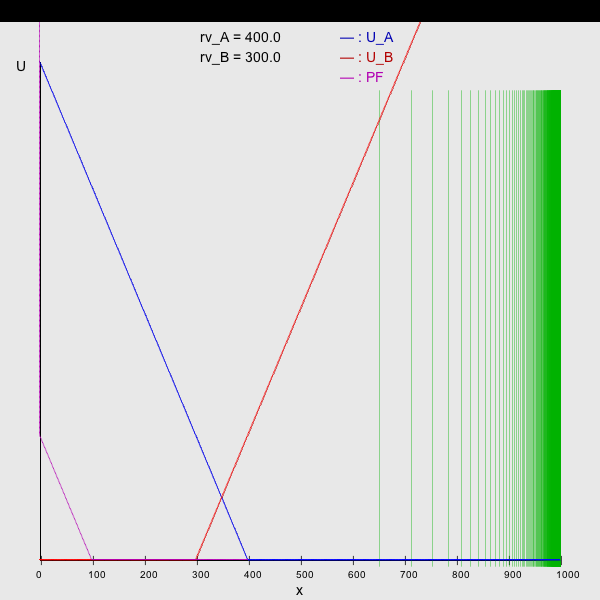 rv_A = 400.0
— : U_A
U
rv_B = 300.0
— : U_B
— : PF
0 100 200 300 400 500 600 700 800 900 1000
x